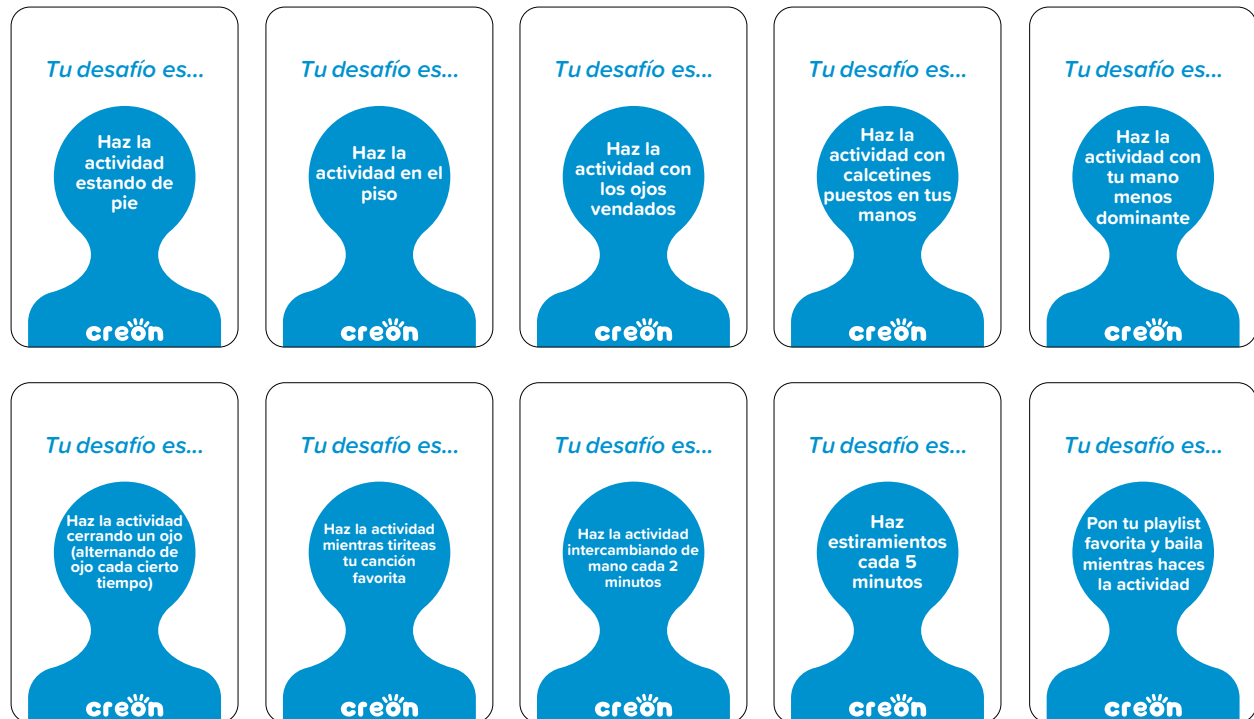 Tu desafío es...
Haz la
actividad
estando de
pie
creon
Tu desafío es...
Haz la
actividad en el
piso
creon
Tu desafío es...
Haz la
actividad con
los ojos
vendados
creon
Tu desafío es...
Haz la
actividad con
calcetines
puestos en tus
manos
creon
Tu desafío es...
Haz la
actividad con
tu mano
menos
dominante
creon
Tu desafío es...
Haz la actividad
cerrando un ojo
(alternando de
ojo cada cierto
tiempo)
creon
Tu desafío es...
Haz la actividad
mientras tiriteas
tu canción
favorita
creon
Tu desafío es...
Haz la actividad
intercambiando de
mano cada 2
minutos
creon
Tu desafío es...
Haz
estiramientos
cada 5
minutos
creon
Tu desafío es...
Pon tu playlist
favorita y baila
mientras haces
la actividad
creon